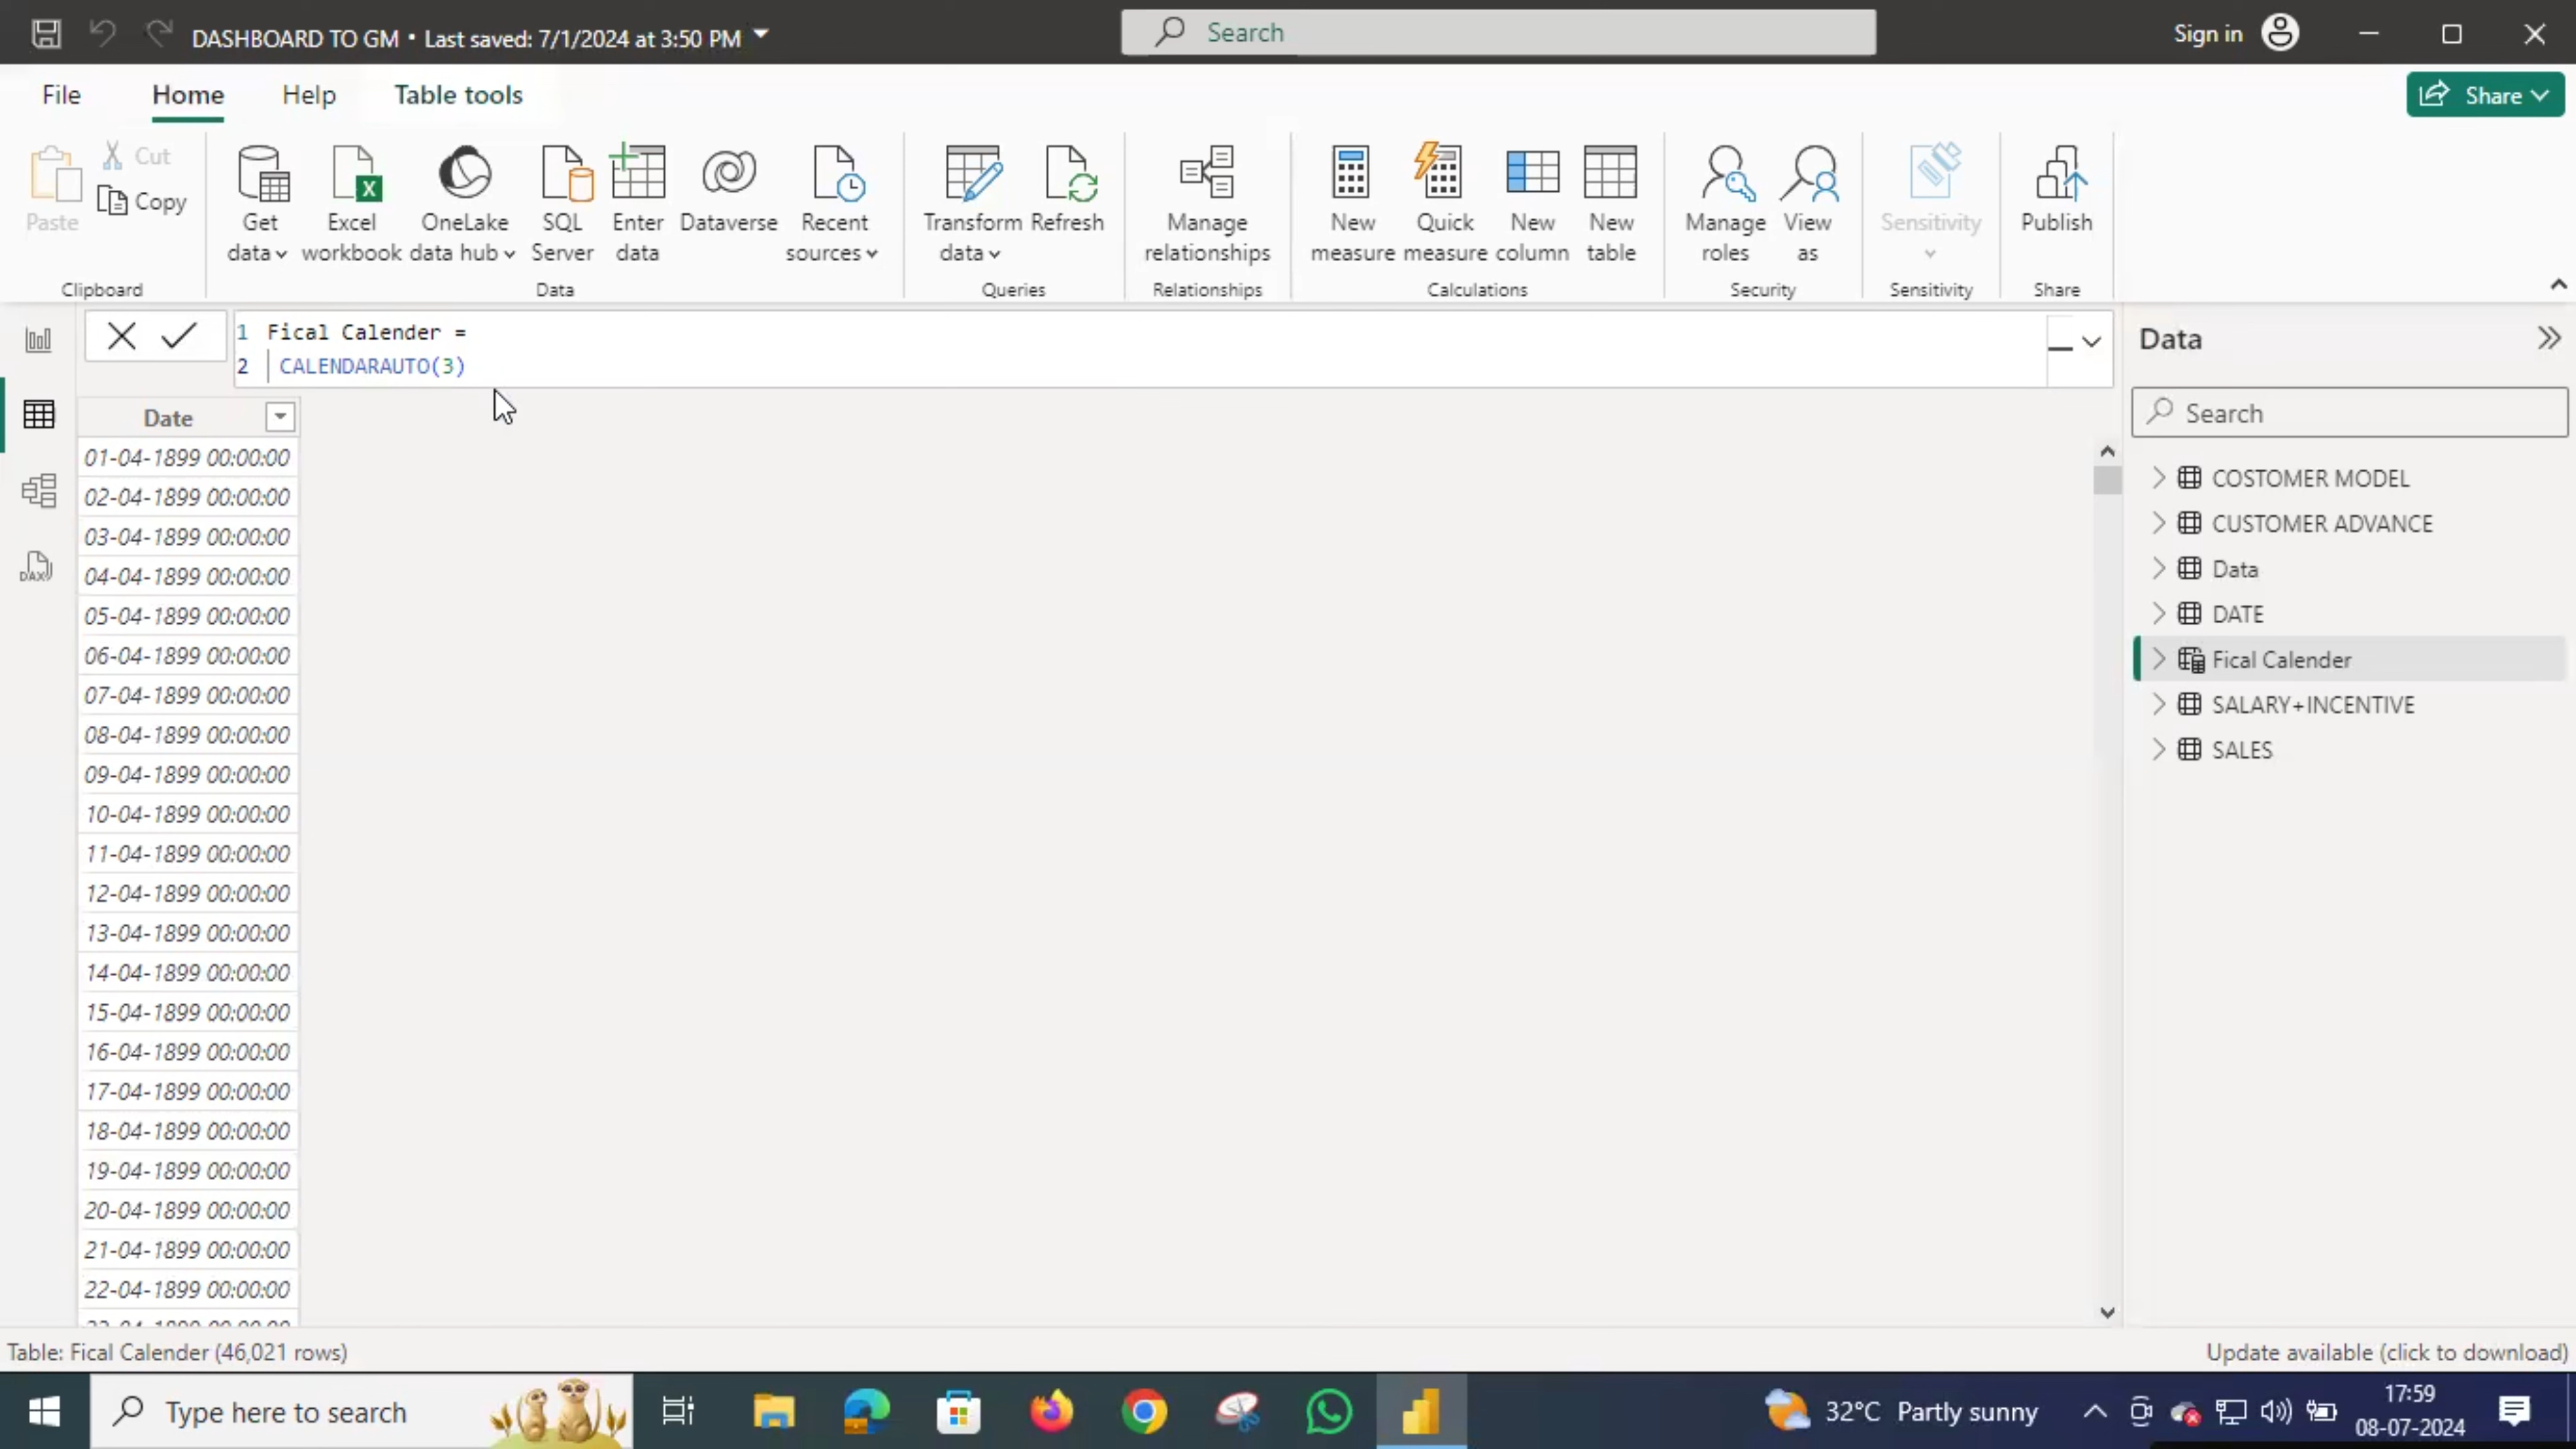 DASHBOARD TO GM • Last saved: 7/1/2024 at 3:50 PM
Search
Sign in
File
Home
Help
Table tools
Share
Paste
Cut
Copy
Clipboard
Get data
Excel workbook
OneLake data hub
SQL Server
Enter data
Dataverse
Recent sources
Data
Transform data
Refresh
Queries
Manage relationships
Relationships
New measure
Quick measure
New column
New table
Calculations
Manage roles
View as
Security
Sensitivity
Sensitivity
Publish
Share
1 Fical Calender =
2 CALENDARAUTO(3)
DAX
Date
01-04-1899 00:00:00
02-04-1899 00:00:00
03-04-1899 00:00:00
04-04-1899 00:00:00
05-04-1899 00:00:00
06-04-1899 00:00:00
07-04-1899 00:00:00
08-04-1899 00:00:00
09-04-1899 00:00:00
10-04-1899 00:00:00
11-04-1899 00:00:00
12-04-1899 00:00:00
13-04-1899 00:00:00
14-04-1899 00:00:00
15-04-1899 00:00:00
16-04-1899 00:00:00
17-04-1899 00:00:00
18-04-1899 00:00:00
19-04-1899 00:00:00
20-04-1899 00:00:00
21-04-1899 00:00:00
22-04-1899 00:00:00
Data
Search
COSTOMER MODEL
CUSTOMER ADVANCE
Data
DATE
Fical Calender
SALARY+INCENTIVE
SALES
Table: Fical Calender (46,021 rows)
Update available (click to download)
Type here to search
32°C Partly sunny
17:59
08-07-2024